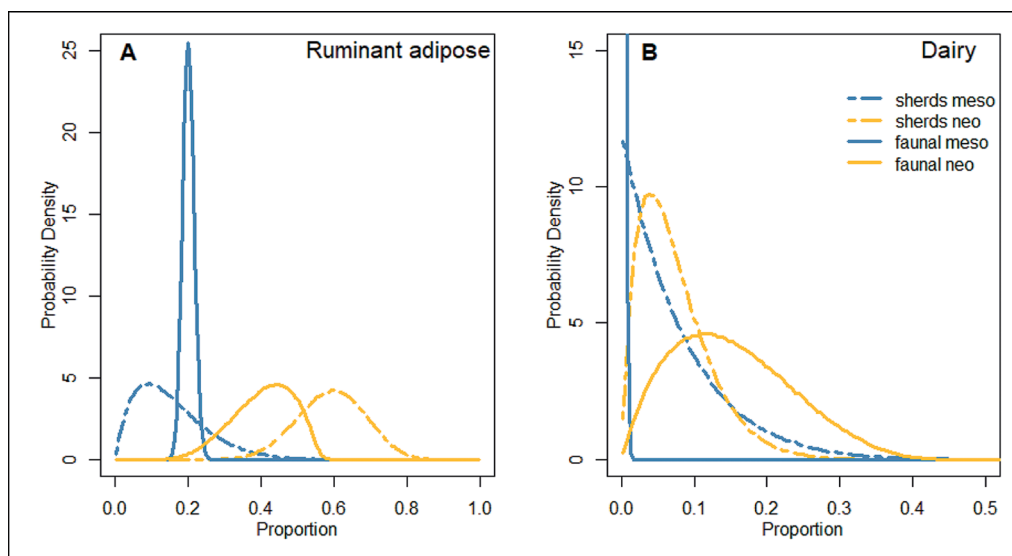 A Ruminant adipose
25
20
15
10
5
0
Probability Density
0.0 0.2 0.4 0.6 0.8 1.0
Proportion
B Dairy
sherds meso
sherds neo
faunal meso
faunal neo
15
10
5
0
Probability Density
0.0 0.1 0.2 0.3 0.4 0.5
Proportion